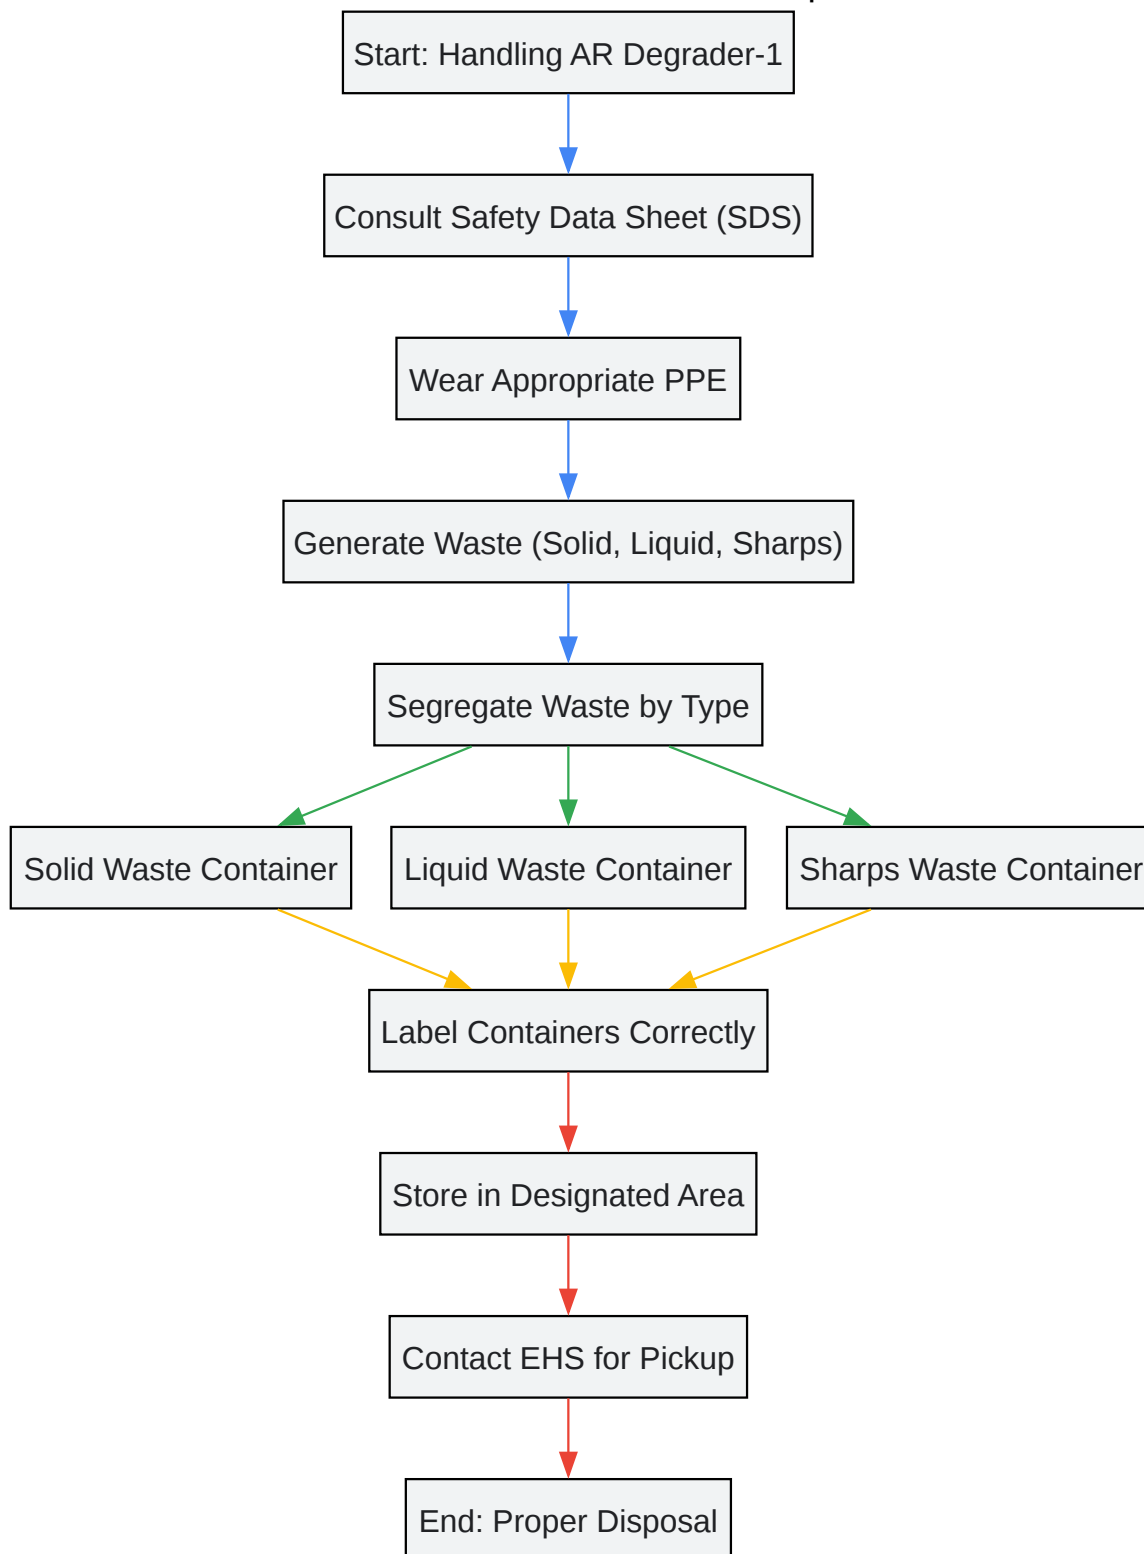 Start: Handling AR Degrader-1
Consult Safety Data Sheet (SDS)
Wear Appropriate PPE
Generate Waste (Solid, Liquid, Sharps)
Segregate Waste by Type
Solid Waste Container
Liquid Waste Container
Sharps Waste Container
Label Containers Correctly
Store in Designated Area
Contact EHS for Pickup
End: Proper Disposal